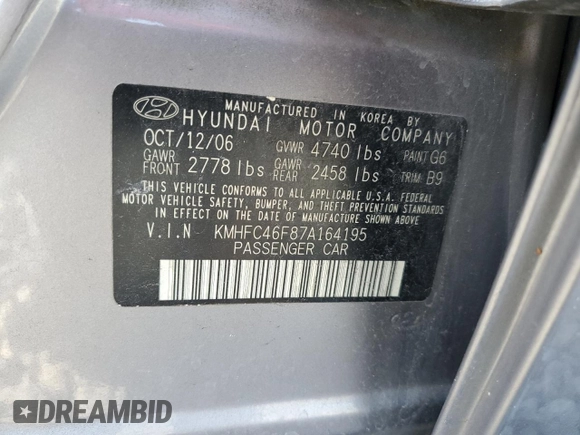 MANUFACTURED IN KOREA BY
HYUNDAI MOTOR COMPANY
OCT/12/06 GVWR 4740 lbs PAINT G6
GAWR FRONT 2778 lbs GAWR REAR 2458 lbs TRIM B9
THIS VEHICLE CONFORMS TO ALL APPLICABLE U.S.A. FEDERAL
MOTOR VEHICLE SAFETY, BUMPER, AND THEFT PREVENTION STANDARDS
IN EFFECT ON THE DATE OF MANUFACTURE SHOWN ABOVE.
V.I.N KMHFC46F87A164195
PASSENGER CAR
DREAMBID